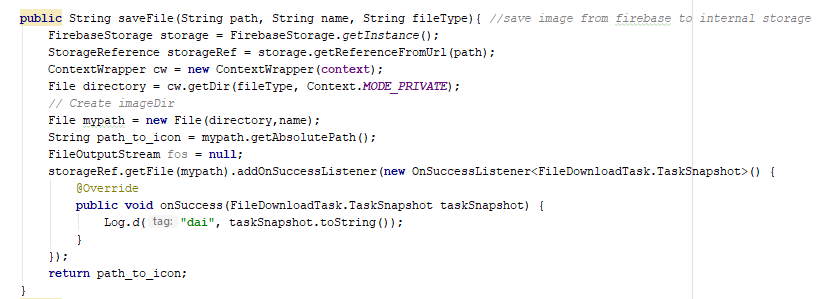 public String saveFile(String path, String name, String fileType){ //save image from firebase to internal storage
    FirebaseStorage storage = FirebaseStorage.getInstance();
    StorageReference storageRef = storage.getReferenceFromUrl(path);
    ContextWrapper cw = new ContextWrapper(context);
    File directory = cw.getDir(fileType, Context.MODE_PRIVATE);
    // Create imageDir
    File mypath = new File(directory,name);
    String path_to_icon = mypath.getAbsolutePath();
    FileOutputStream fos = null;
    storageRef.getFile(mypath).addOnSuccessListener(new OnSuccessListener<FileDownloadTask.TaskSnapshot>() {
        @Override
        public void onSuccess(FileDownloadTask.TaskSnapshot taskSnapshot) {
            Log.d( tag: "dai", taskSnapshot.toString());
        }
    });
    return path_to_icon;
}